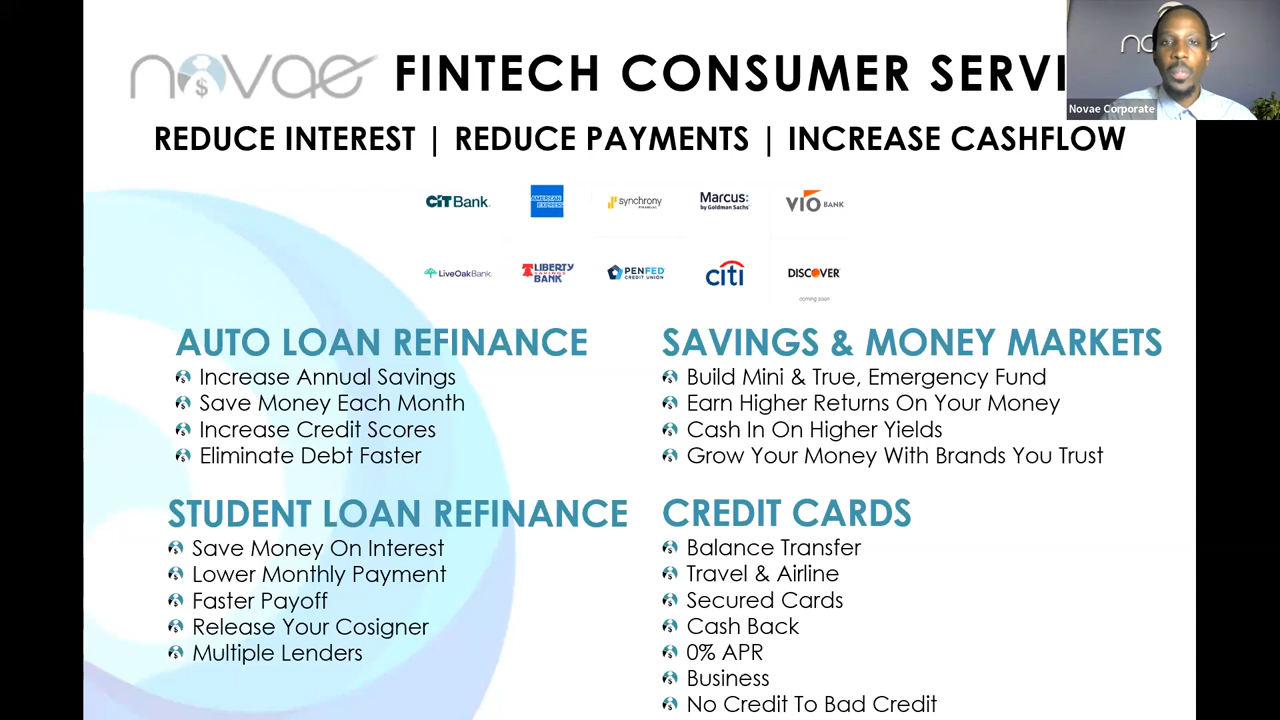 novae FINTECH CONSUMER SERVI
novae
Novae Corporate
REDUCE INTEREST | REDUCE PAYMENTS | INCREASE CASHFLOW
CIT Bank AMERICAN EXPRESS synchrony FINANCIAL Marcus: by Goldman Sachs VIO BANK
LiveOakBank LIBERTY SAVINGS BANK PENFED CREDIT UNION citi DISCOVER
coming soon
AUTO LOAN REFINANCE
Increase Annual Savings
Save Money Each Month
Increase Credit Scores
Eliminate Debt Faster
SAVINGS & MONEY MARKETS
Build Mini & True, Emergency Fund
Earn Higher Returns On Your Money
Cash In On Higher Yields
Grow Your Money With Brands You Trust
STUDENT LOAN REFINANCE
Save Money On Interest
Lower Monthly Payment
Faster Payoff
Release Your Cosigner
Multiple Lenders
CREDIT CARDS
Balance Transfer
Travel & Airline
Secured Cards
Cash Back
0% APR
Business
No Credit To Bad Credit